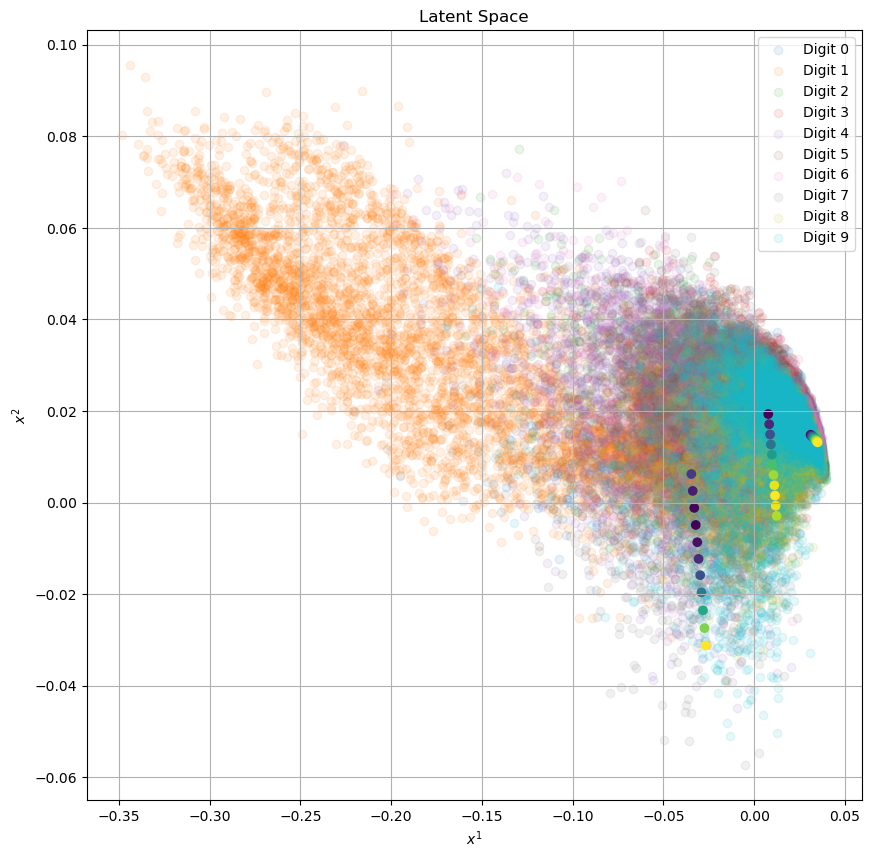 Latent Space
0.10
0.08
0.06
0.04
0.02
0.00
−0.02
−0.04
−0.06
x²
Digit 0
Digit 1
Digit 2
Digit 3
Digit 4
Digit 5
Digit 6
Digit 7
Digit 8
Digit 9
−0.35 −0.30 −0.25 −0.20 −0.15 −0.10 −0.05 0.00 0.05
x¹